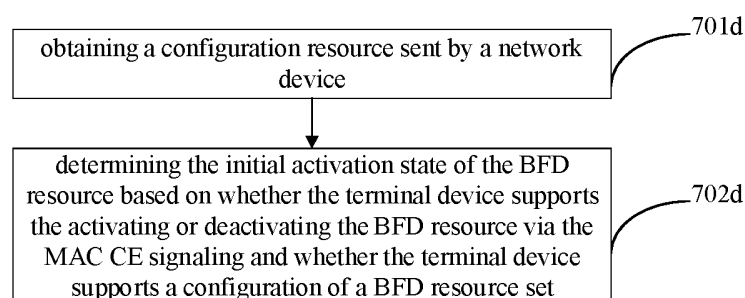 701d
obtaining a configuration resource sent by a network
device
determining the initial activation state of the BFD
resource based on whether the terminal device supports
the activating or deactivating the BFD resource via the
MAC CE signaling and whether the terminal device
supports a configuration of a BFD resource set
702d